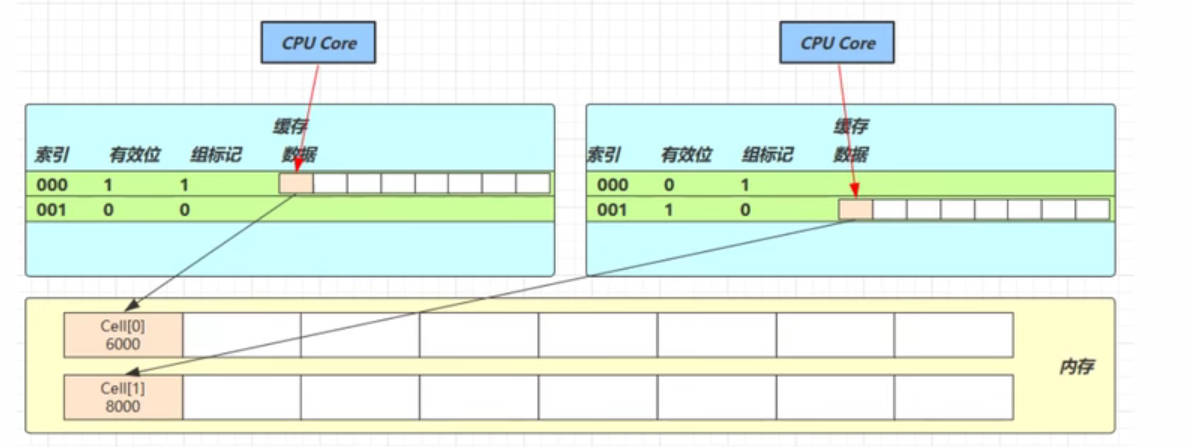 CPU Core
CPU Core
缓存
索引 有效位 组标记 数据
000 1 1
001 0 0
缓存
索引 有效位 组标记 数据
000 0 1
001 1 0
Cell[0]
6000
Cell[1]
8000
内存